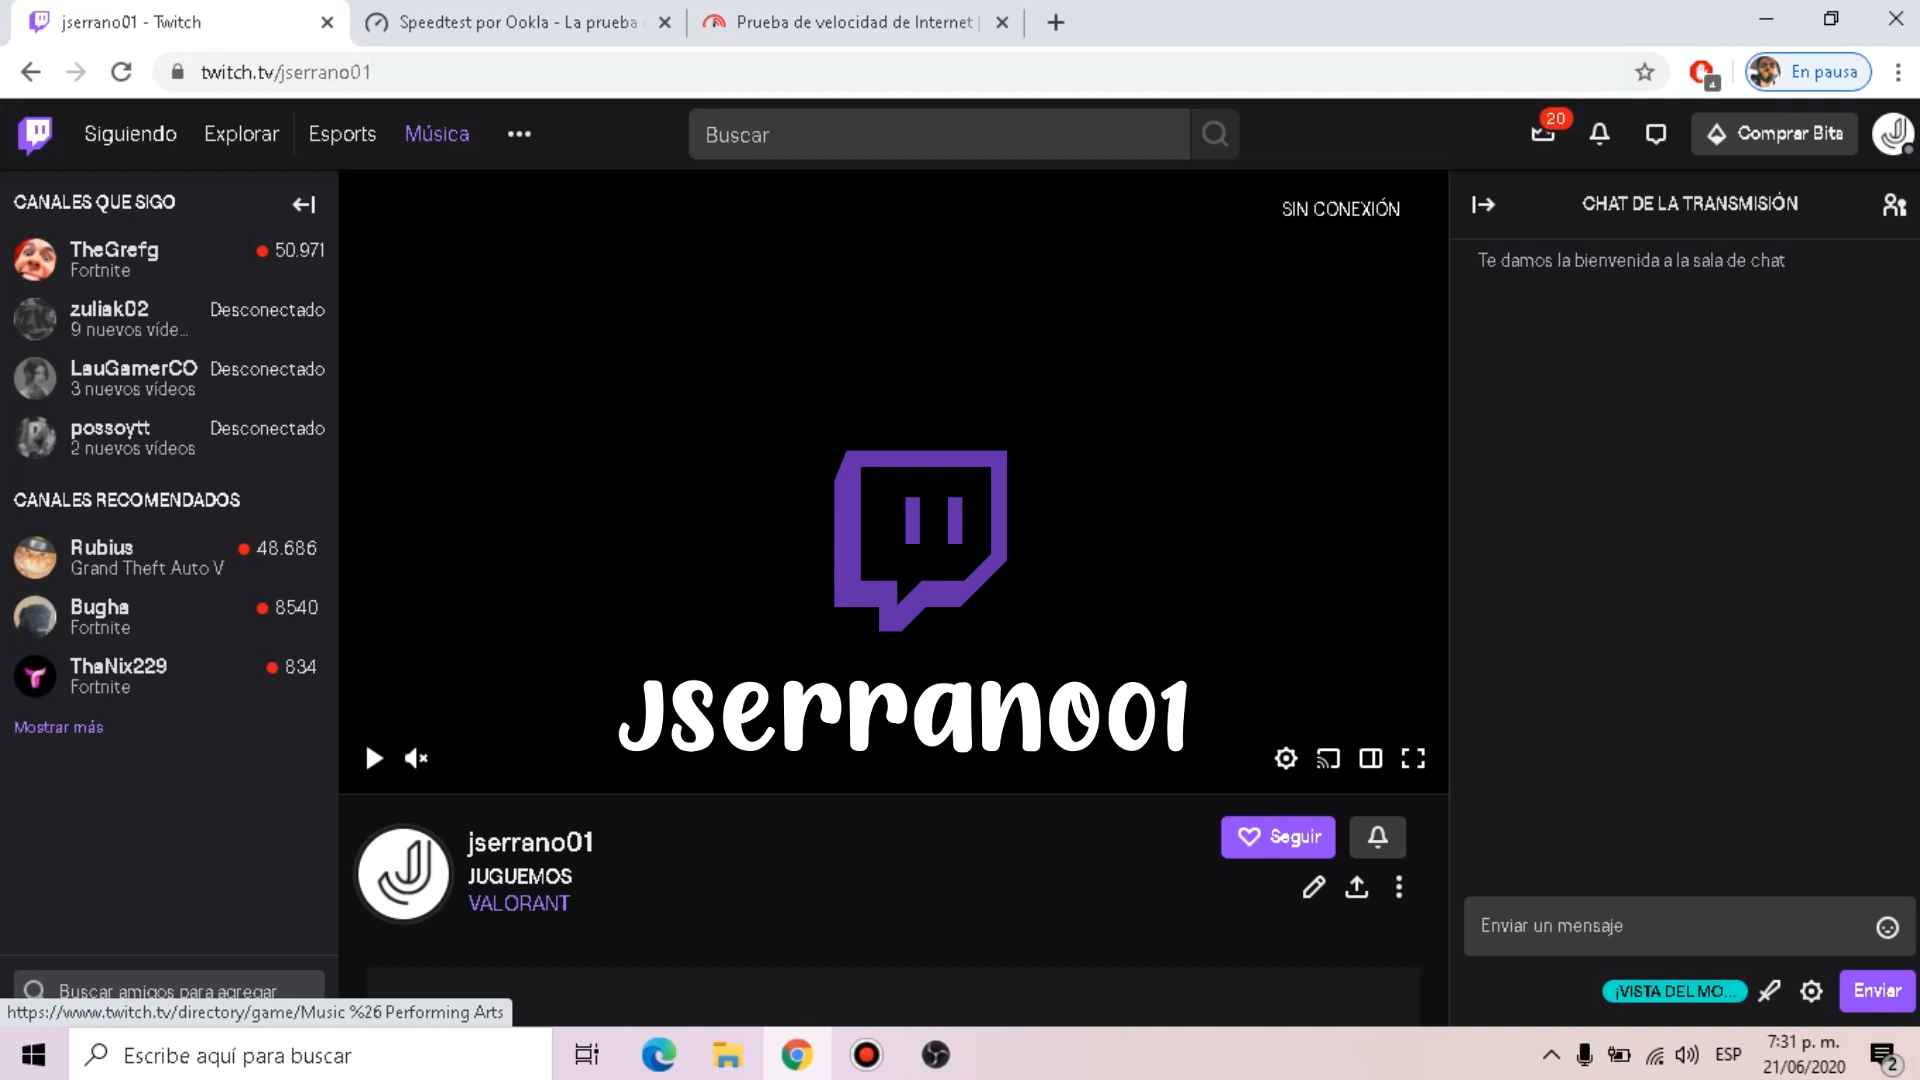 jserrano01 - Twitch
Speedtest por Ookla - La prueba
Prueba de velocidad de Internet
twitch.tv/jserrano01
En pausa
Siguiendo
Explorar
Esports
Música
Buscar
20
Comprar Bits
CANALES QUE SIGO
TheGrefg
50.971
Fortnite
zuliak02
Desconectado
9 nuevos víde...
LauGamerCO
Desconectado
3 nuevos vídeos
possoytt
Desconectado
2 nuevos vídeos
CANALES RECOMENDADOS
Rubius
48.686
Grand Theft Auto V
Bugha
8540
Fortnite
ThaNix229
834
Fortnite
Mostrar más
Buscar amigos para agregar
https://www.twitch.tv/directory/game/Music %26 Performing Arts
SIN CONEXIÓN
Jserrano01
jserrano01
JUGUEMOS
VALORANT
Seguir
CHAT DE LA TRANSMISIÓN
Te damos la bienvenida a la sala de chat
Enviar un mensaje
¡VISTA DEL MO...
Enviar
Escribe aquí para buscar
ESP
7:31 p. m.
21/06/2020
2